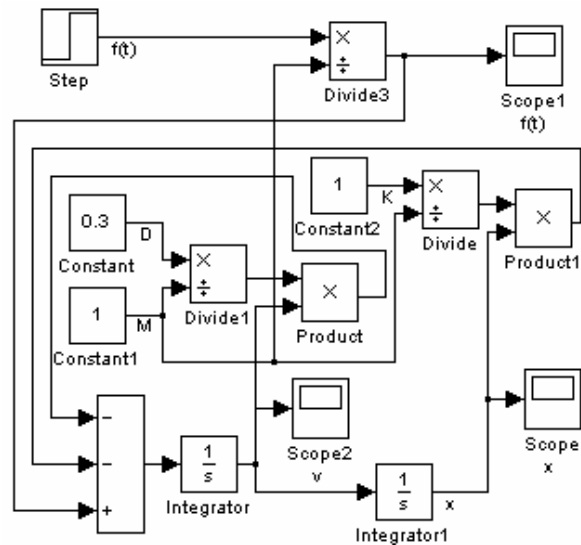 f(t)
Step
×
÷
Divide3
Scope1
f(t)
1
K
Constant2
×
÷
Divide
×
Product1
0.3
D
Constant
×
÷
Divide1
×
Product
1
M
Constant1
−
−
+
1
s
Integrator
Scope2
v
1
s
Integrator1
x
Scope
x